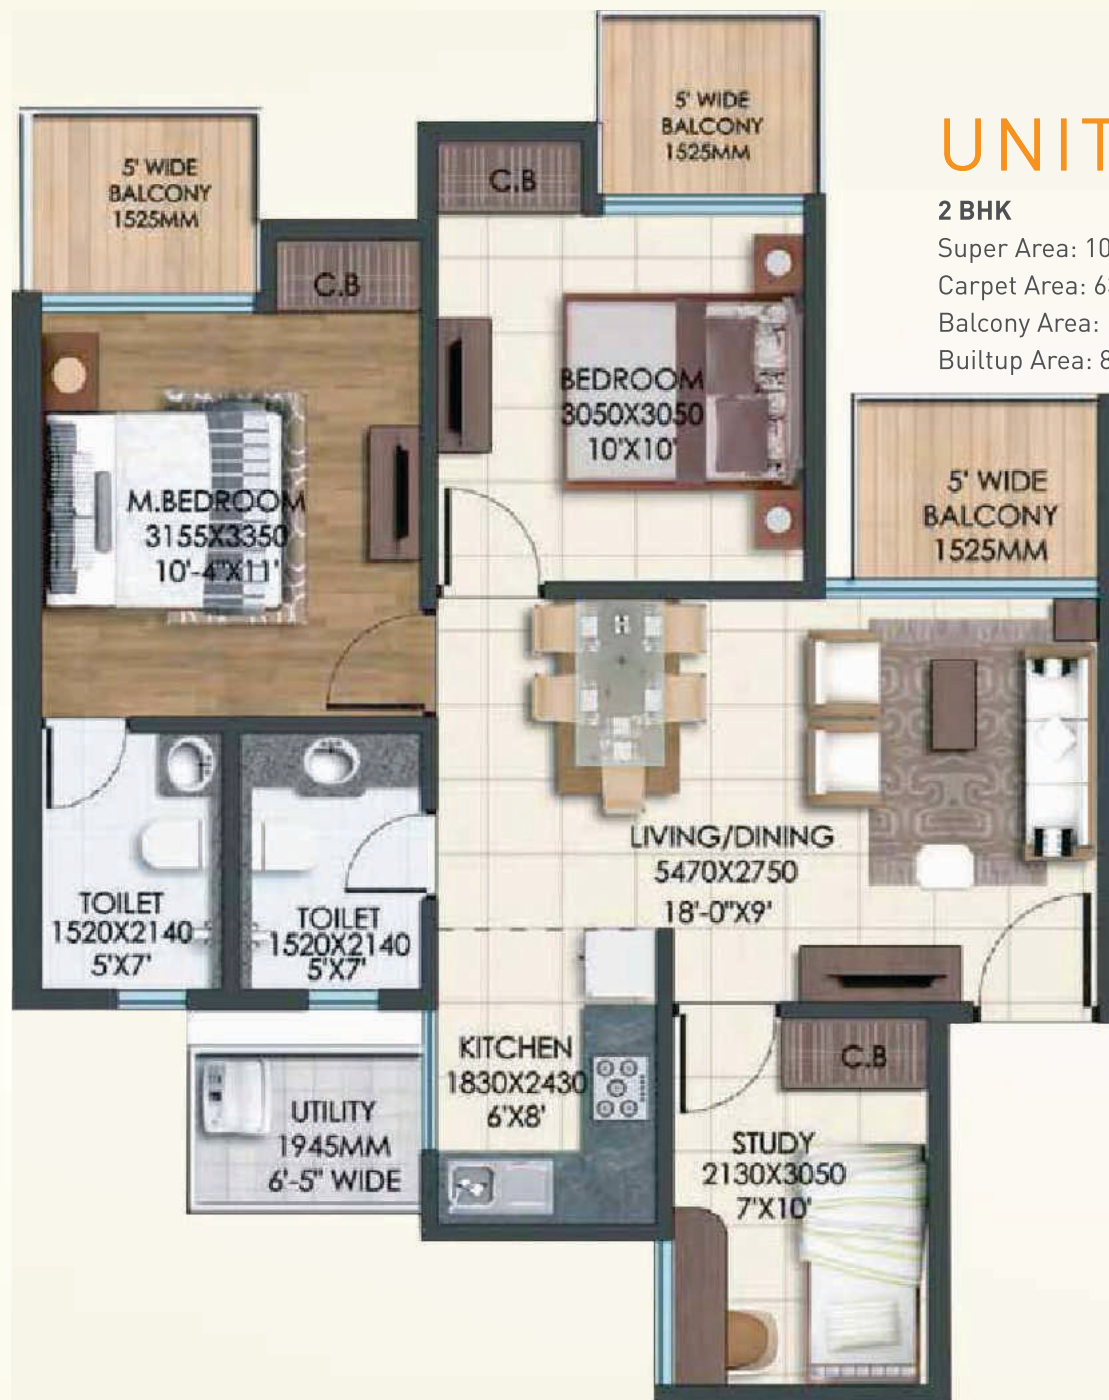 5' WIDE
BALCONY
1525MM
5' WIDE
BALCONY
1525MM
UNIT
2 BHK
Super Area: 10
Carpet Area:
Balcony Area:
Builtup Area: 8
C.B
C.B
BEDROOM
3050X3050
10'X10'
M.BEDROOM
3155X3350
10'-4"X11'
5' WIDE
BALCONY
1525MM
LIVING/DINING
5470X2750
18'-0"X9'
TOILET
1520X2140
5'X7'
TOILET
1520X2140
5'X7'
KITCHEN
1830X2430
6'X8'
C.B
UTILITY
1945MM
6'-5" WIDE
STUDY
2130X3050
7'X10'